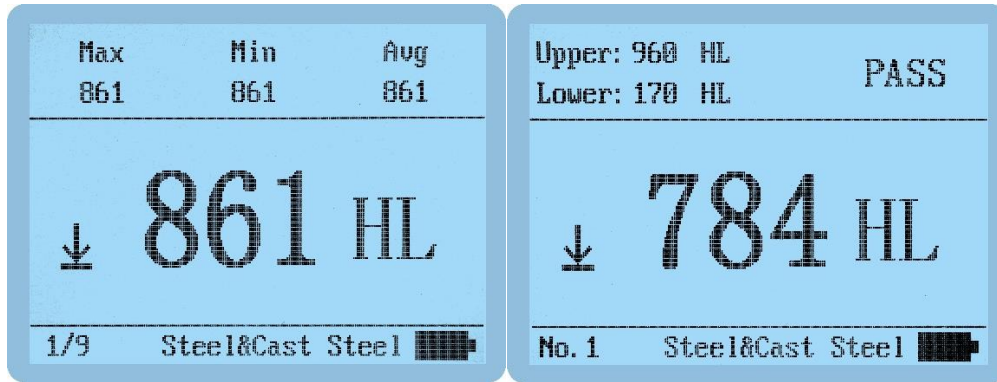 Max Min Avg
861 861 861
861 HL
1/9 Steel&Cast Steel
Upper: 960 HL
Lower: 170 HL
PASS
784 HL
No.1 Steel&Cast Steel